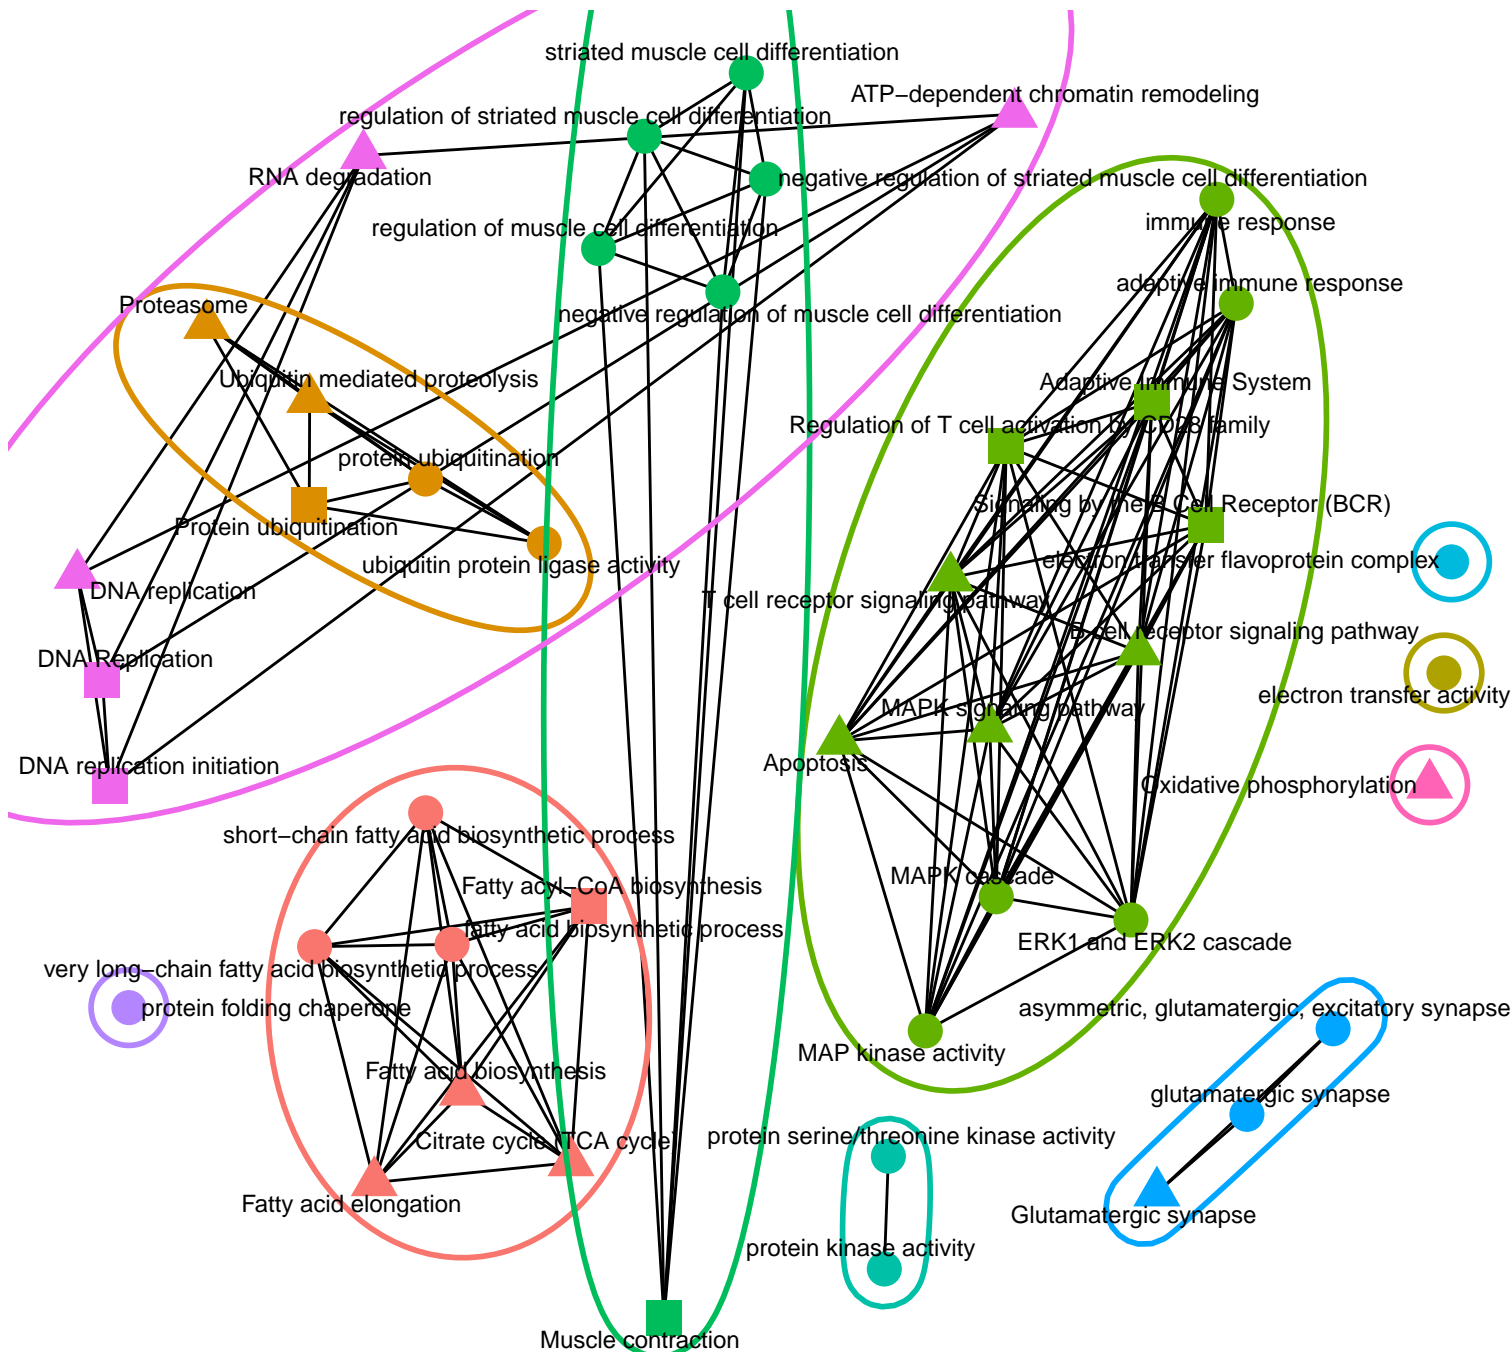 striated muscle cell differentiation
ATP−dependent chromatin remodeling
regulation of striated muscle cell differentiation
RNA degradation
negative regulation of striated muscle cell differentiation
immune response
regulation of muscle cell differentiation
adaptive immune response
Proteasome
negative regulation of muscle cell differentiation
Ubiquitin mediated proteolysis
Adaptive Immune System
Regulation of T cell activation by CD28 family
protein ubiquitination
Signaling by the B Cell Receptor (BCR)
Protein ubiquitination
electron transfer flavoprotein complex
ubiquitin protein ligase activity
DNA replication
T cell receptor signaling pathway
B cell receptor signaling pathway
DNA Replication
electron transfer activity
MAPK signaling pathway
Apoptosis
DNA replication initiation
Oxidative phosphorylation
short−chain fatty acid biosynthetic process
MAPK cascade
Fatty acyl−CoA biosynthesis
fatty acid biosynthetic process
ERK1 and ERK2 cascade
very long−chain fatty acid biosynthetic process
protein folding chaperone
asymmetric, glutamatergic, excitatory synapse
MAP kinase activity
Fatty acid biosynthesis
glutamatergic synapse
protein serine/threonine kinase activity
Citrate cycle (TCA cycle)
Fatty acid elongation
Glutamatergic synapse
protein kinase activity
Muscle contraction